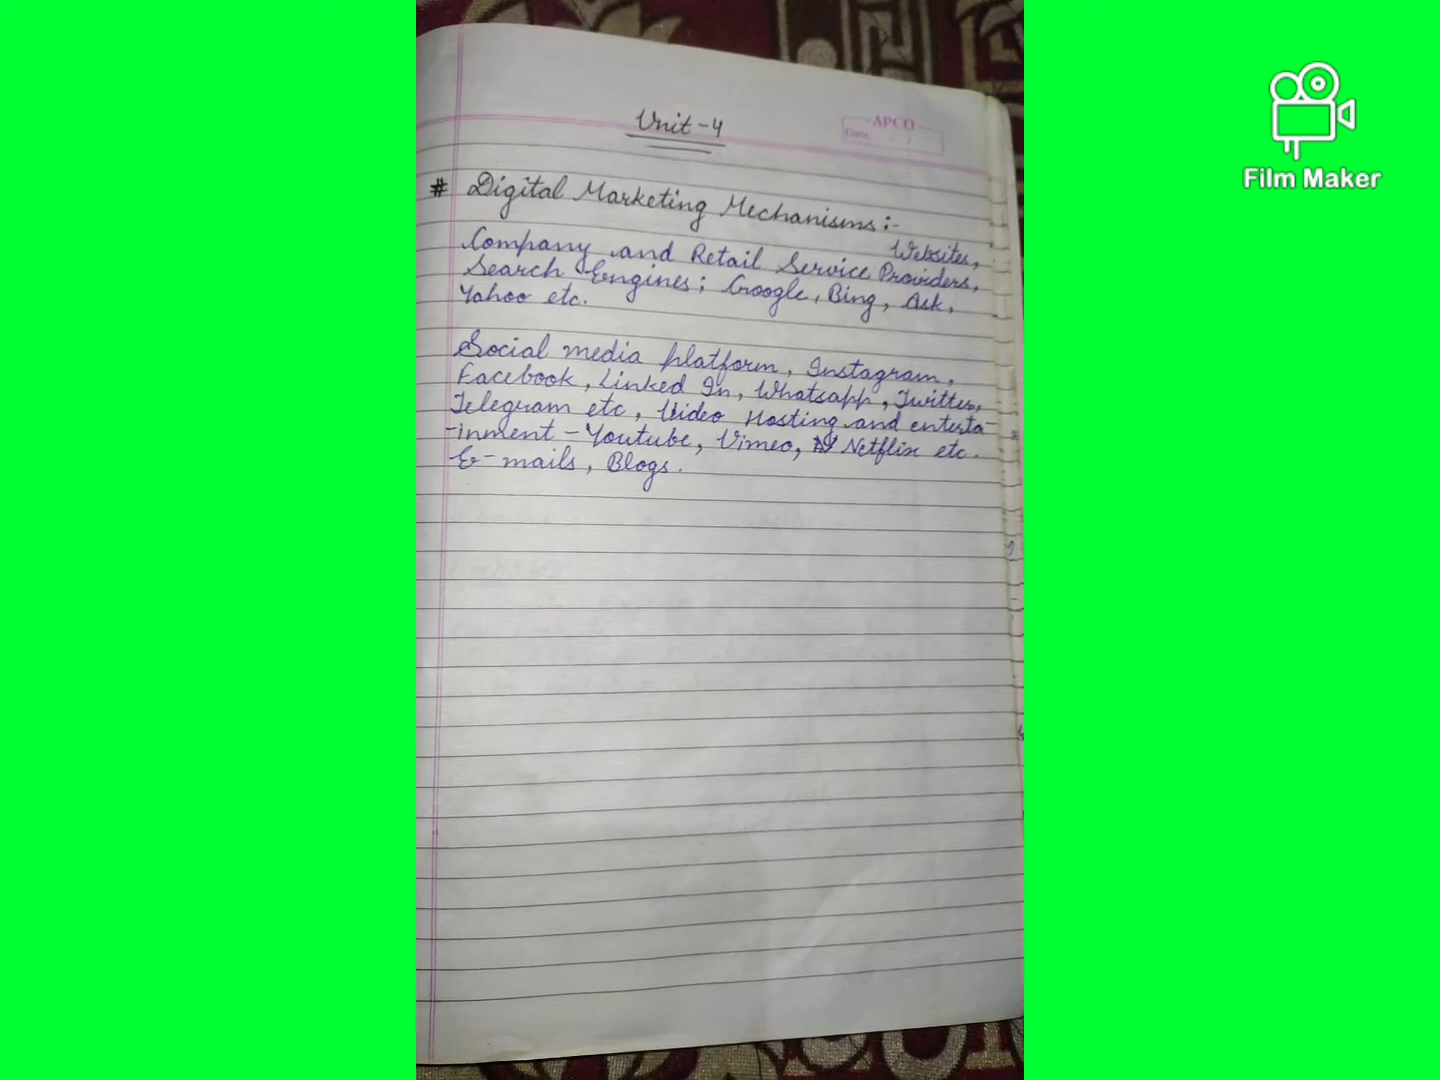 Unit-4
APCO
Date
Film Maker
# Digital Marketing Mechanisms:-
Websites,
Company and Retail Service Providers,
Search Engines; Google, Bing, Ask,
Yahoo etc.
Social media platform, Instagram,
Facebook, Linked In, Whatsapp, Twitter,
Telegram etc, Video Hosting and enterta-
-inment - Youtube, Vimeo, Netflix etc.
E-mails, Blogs.